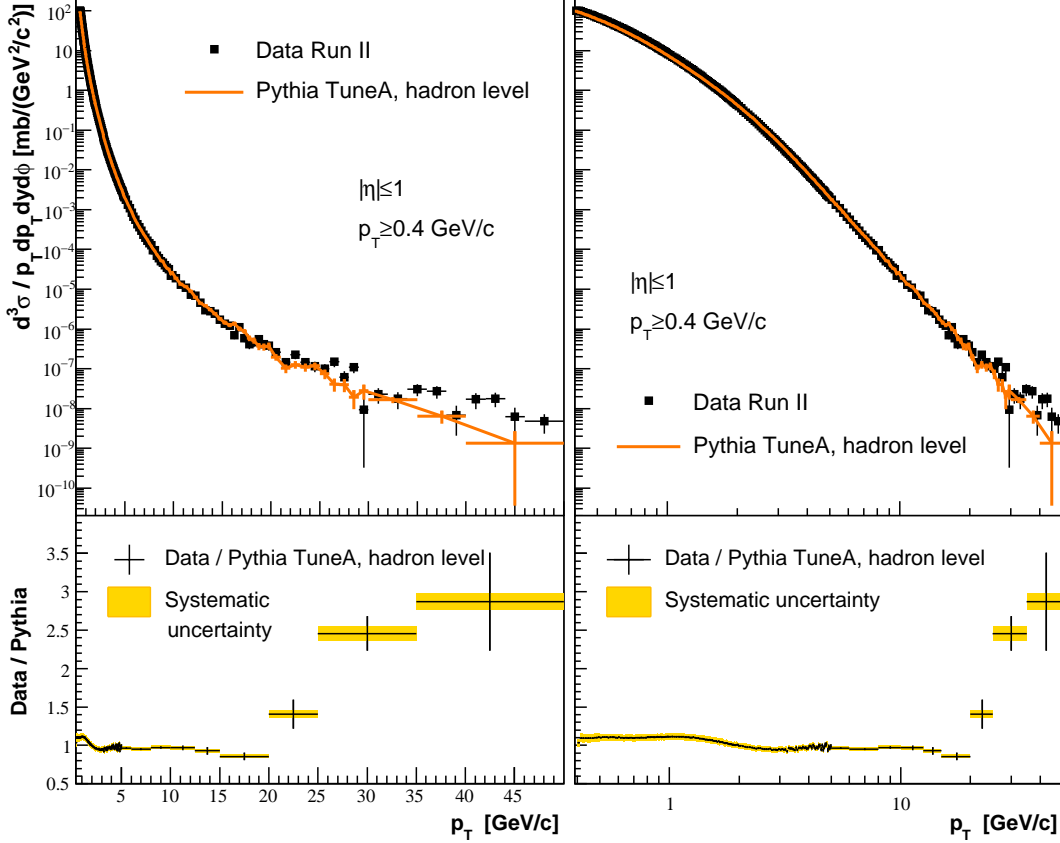 d³σ / p_T dp_T dydϕ [mb/(GeV²/c²)]
10²
10
1
10⁻¹
10⁻²
10⁻³
10⁻⁴
10⁻⁵
10⁻⁶
10⁻⁷
10⁻⁸
10⁻⁹
10⁻¹⁰
Data Run II
Pythia TuneA, hadron level
|η|≤1
p_T≥0.4 GeV/c
|η|≤1
p_T≥0.4 GeV/c
Data Run II
Pythia TuneA, hadron level
Data / Pythia
3.5
3
2.5
2
1.5
1
0.5
Data / Pythia TuneA, hadron level
Systematic
uncertainty
5 10 15 20 25 30 35 40 45
p_T [GeV/c]
Data / Pythia TuneA, hadron level
Systematic uncertainty
1 10
p_T [GeV/c]